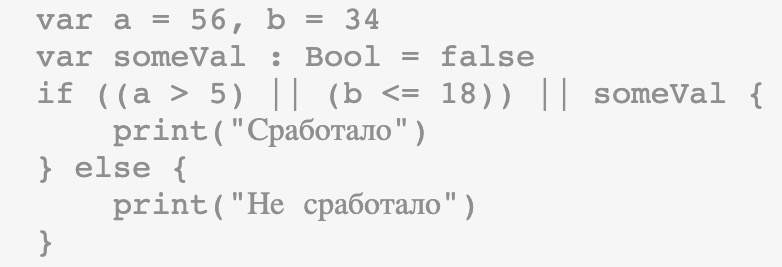 var a = 56, b = 34
var someVal : Bool = false
if ((a > 5) || (b <= 18)) || someVal {
    print("Сработало")
} else {
    print("Не сработало")
}